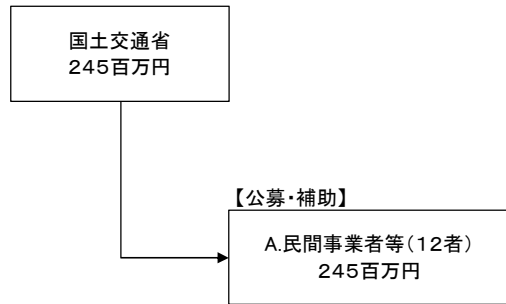 国土交通省
245百万円
【公募・補助】
A.民間事業者等（12者）
245百万円